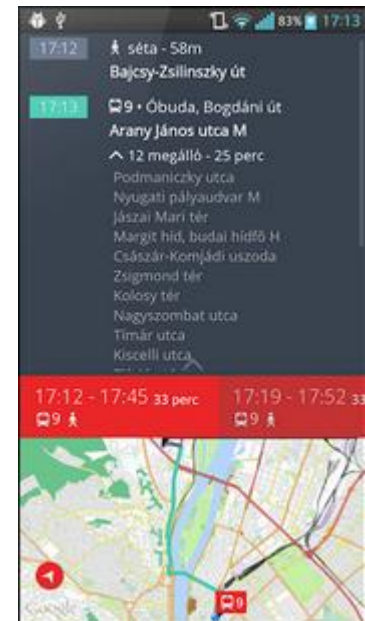 83% 17:13
17:12 séta - 58m
Bajcsy-Zsilinszky út
17:13 9 • Óbuda, Bogdáni út
Arany János utca M
12 megálló - 25 perc
Podmaniczky utca
Nyugati pályaudvar M
Jászai Mari tér
Margit híd, budai hídfő H
Császár-Komjádi uszoda
Zsigmond tér
Kolosy tér
Nagyszombat utca
Tímár utca
Kiscelli utca
17:12 - 17:45 33 perc 17:19 - 17:52 33
9 9
9
Google